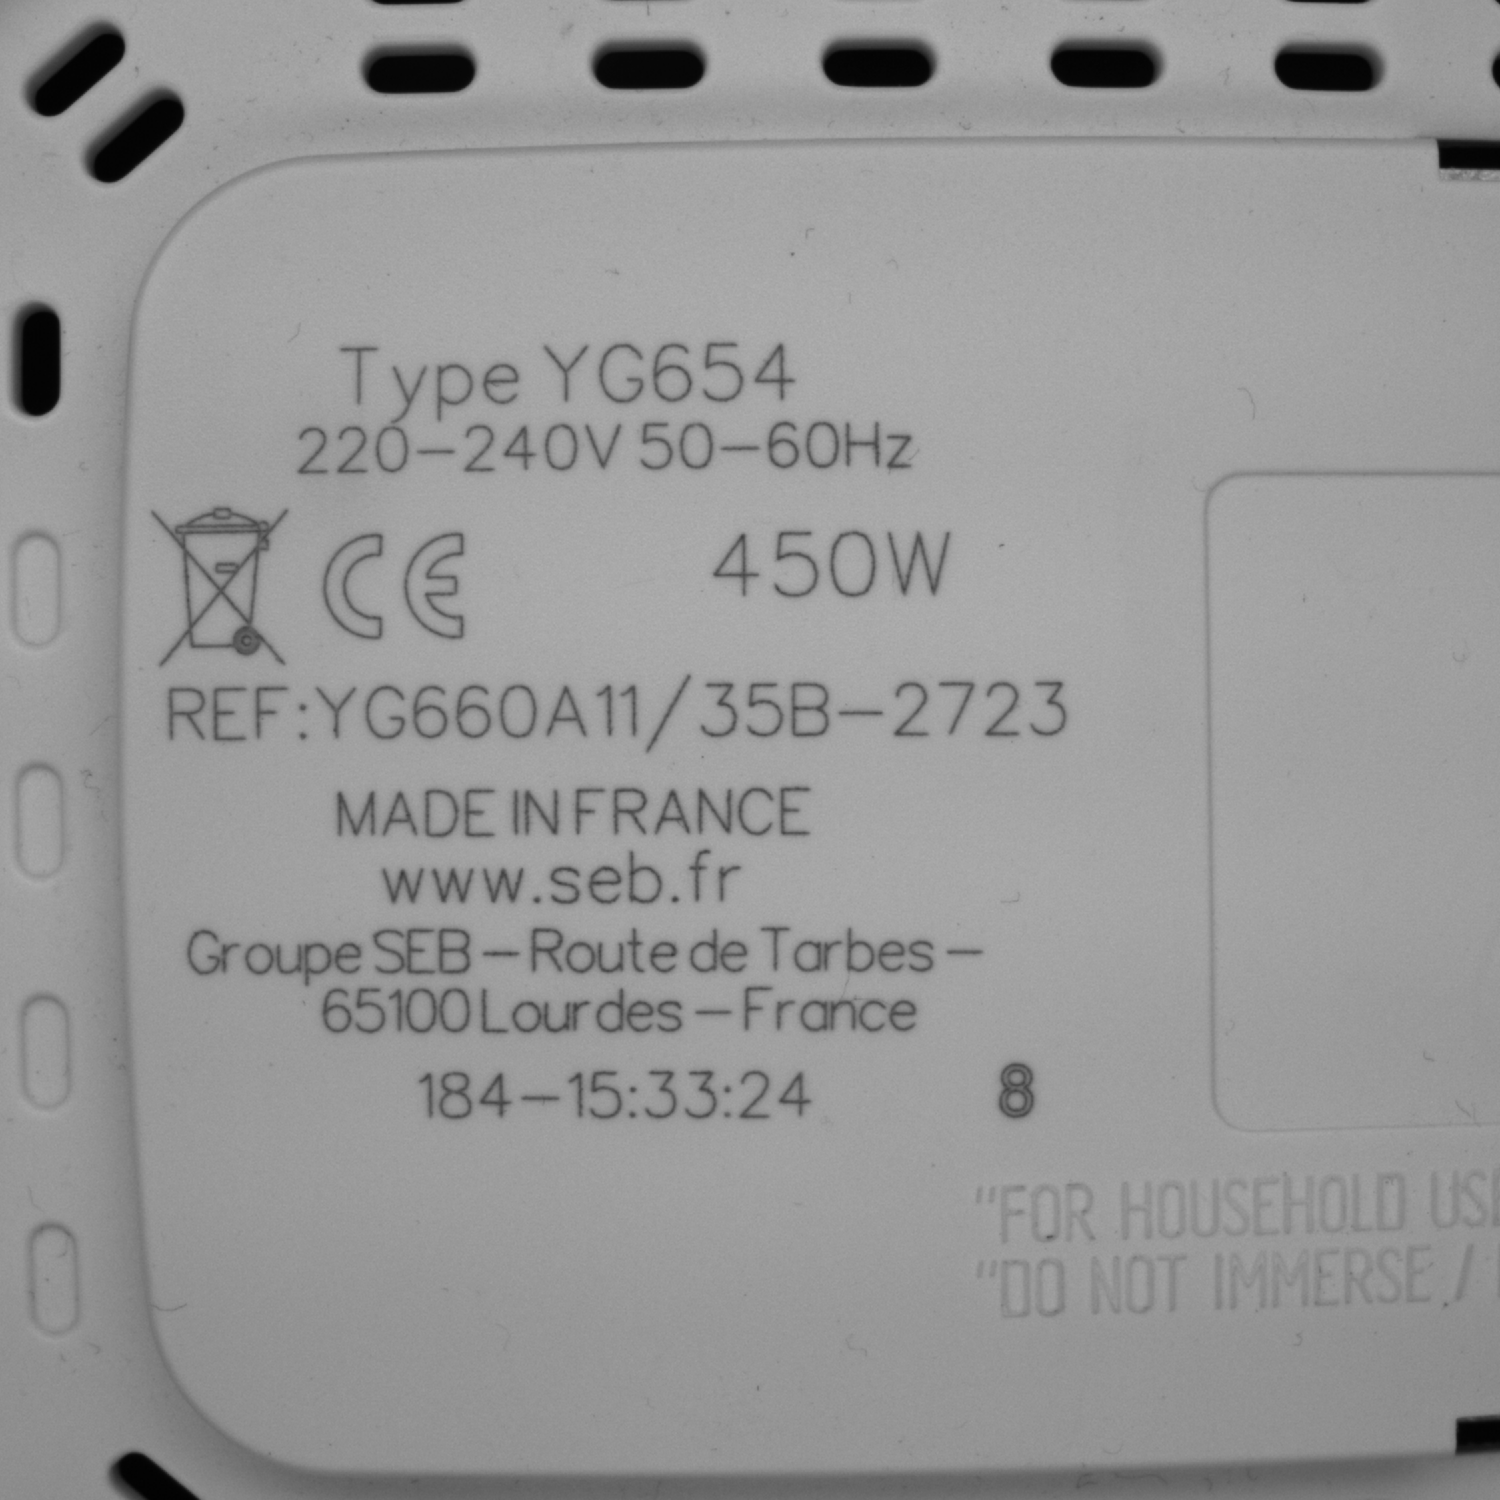 Type YG654
220-240V 50-60Hz
CE 450W
REF:YG660A11/35B-2723
MADE IN FRANCE
www.seb.fr
Groupe SEB - Route de Tarbes -
65100 Lourdes - France
184-15:33:24 8
"FOR HOUSEHOLD
"DO NOT IMMERSE /